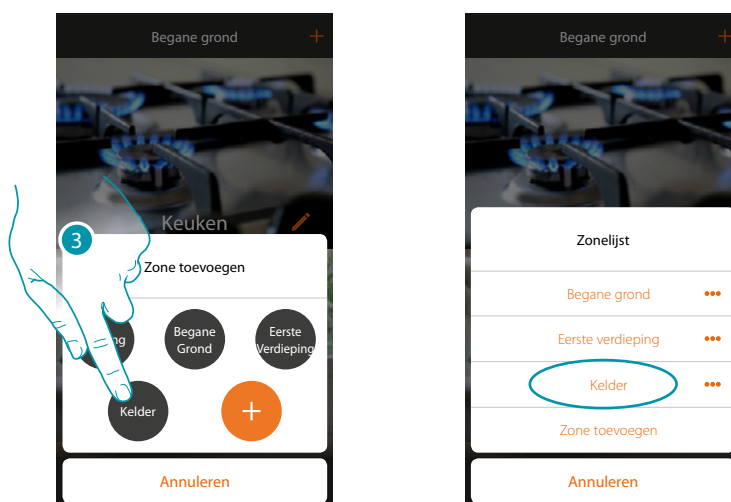 Begane grond +
Keuken
3
Zone toevoegen
Begane
Grond
Eerste
Verdieping
Kelder
+
Annuleren
Begane grond +
Zonelijst
Begane grond
Eerste verdieping
Kelder
Zone toevoegen
Annuleren